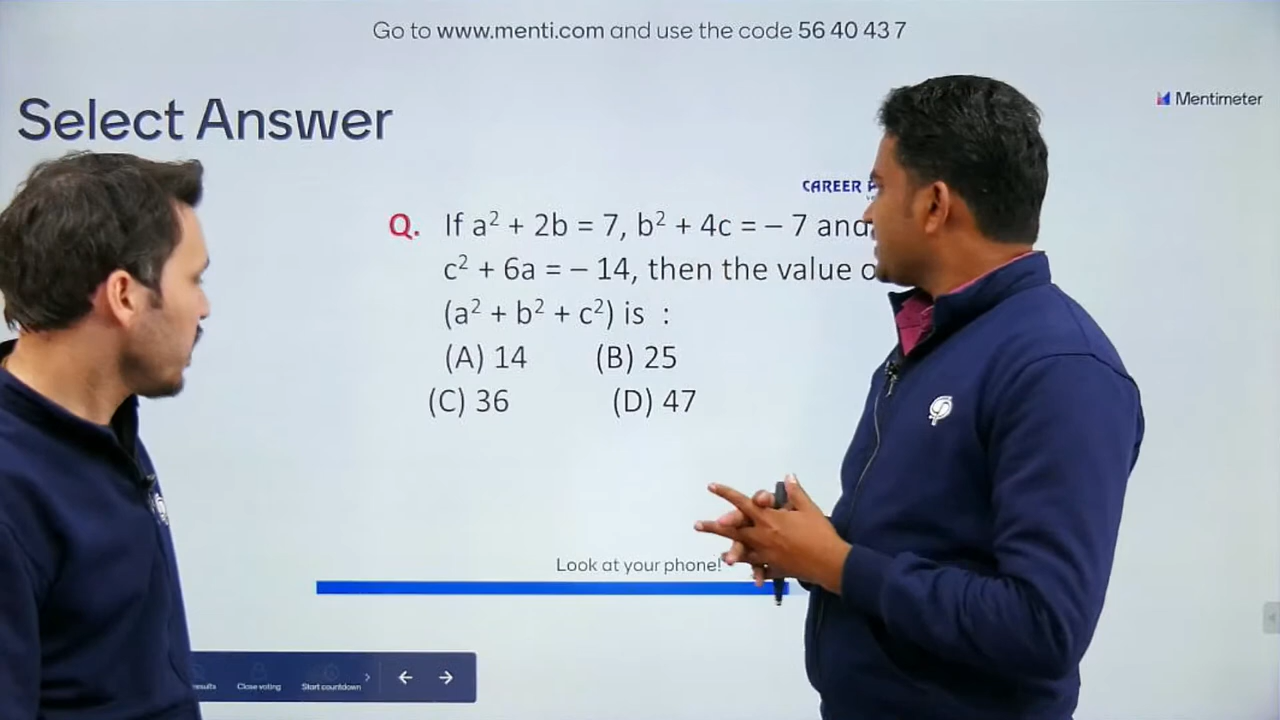 Go to www.menti.com and use the code 56 40 43 7
Select Answer
Mentimeter
CAREER
Q. If a² + 2b = 7, b² + 4c = – 7 and
c² + 6a = – 14, then the value
(a² + b² + c²) is :
(A) 14 (B) 25
(C) 36 (D) 47
Look at your phone!
Close voting Start countdown